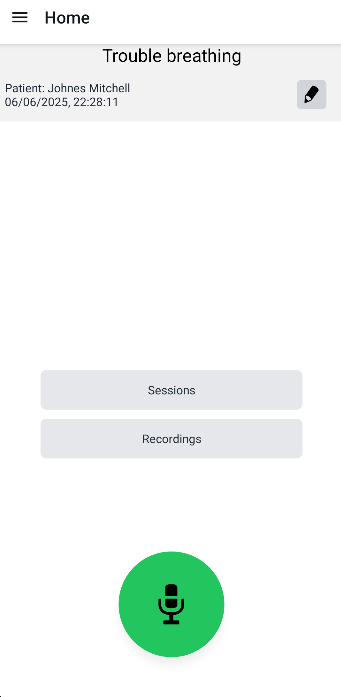 Home
Trouble breathing
Patient: Johnes Mitchell
06/06/2025, 22:28:11
Sessions
Recordings